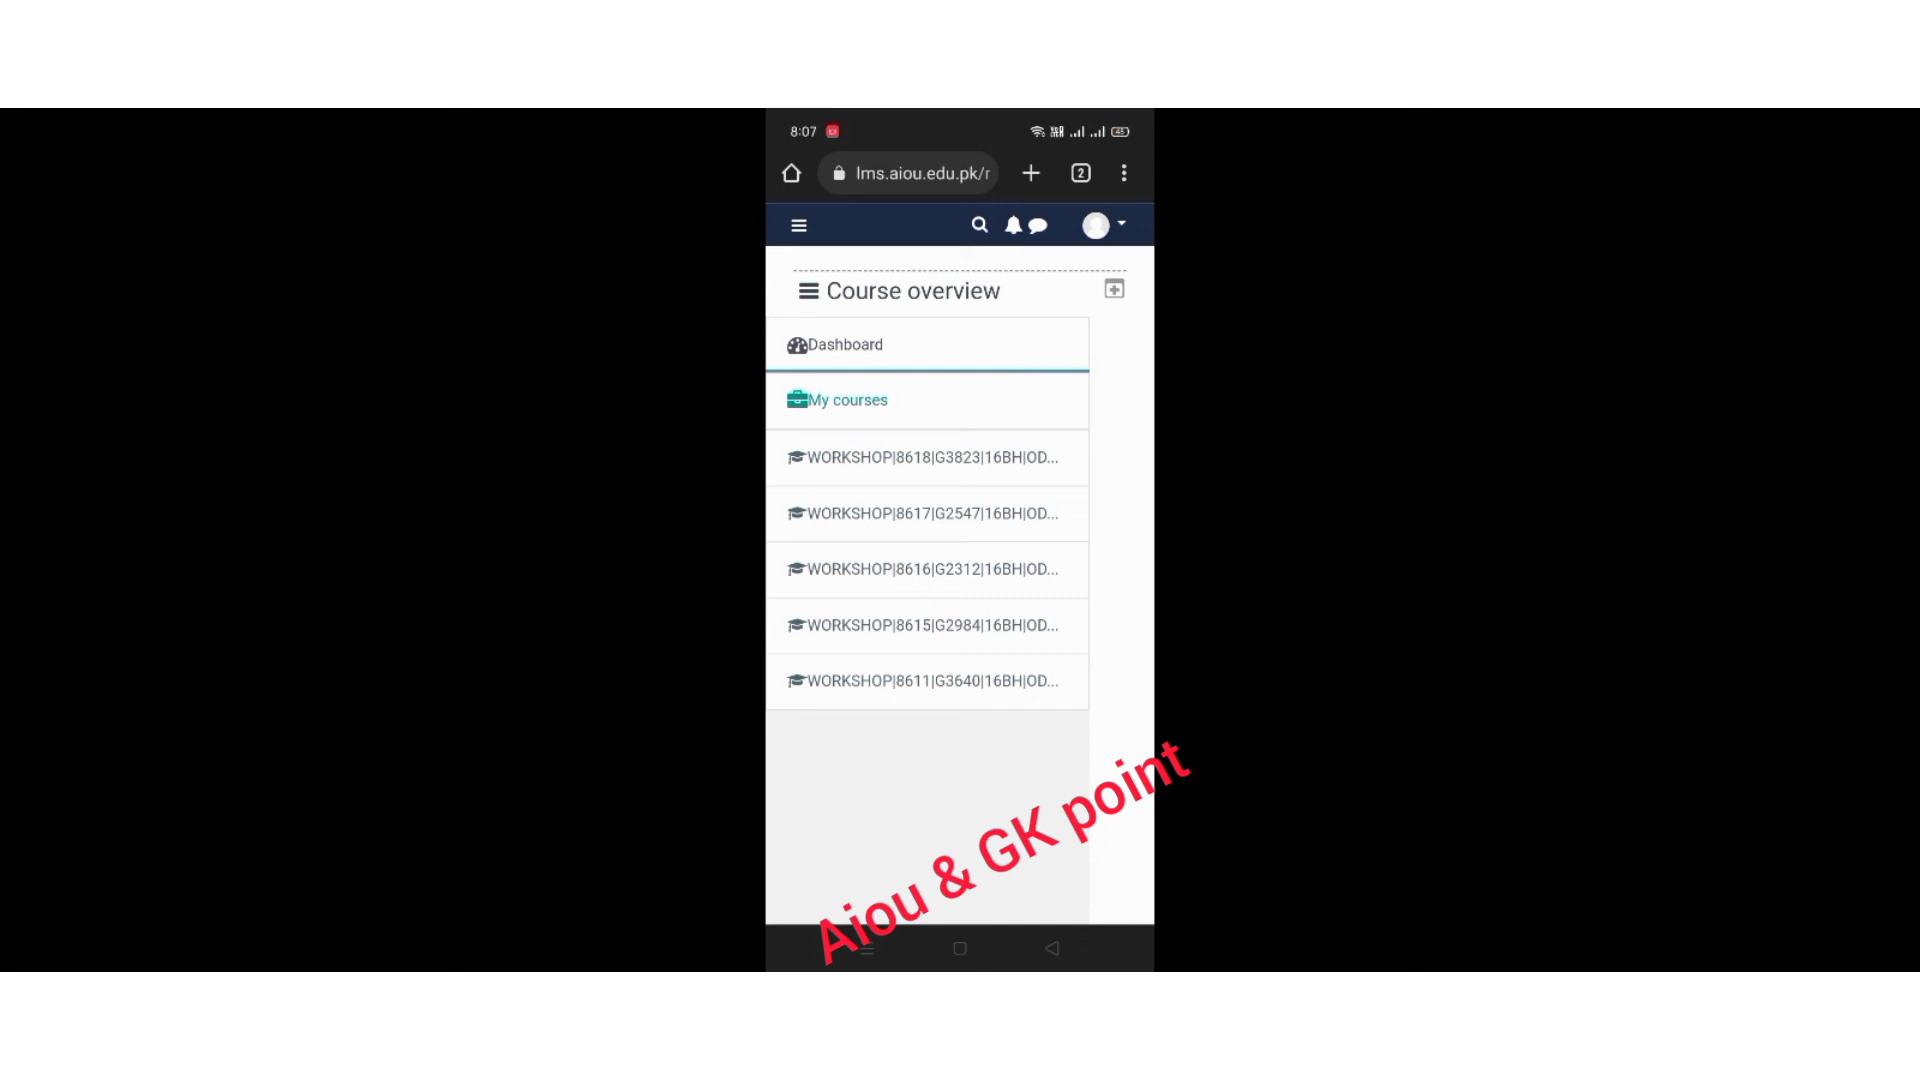 8:07
45
lms.aiou.edu.pk/r
2
Course overview
Dashboard
My courses
WORKSHOP|8618|G3823|16BH|OD...
WORKSHOP|8617|G2547|16BH|OD...
WORKSHOP|8616|G2312|16BH|OD...
WORKSHOP|8615|G2984|16BH|OD...
WORKSHOP|8611|G3640|16BH|OD...
Aiou & GK point